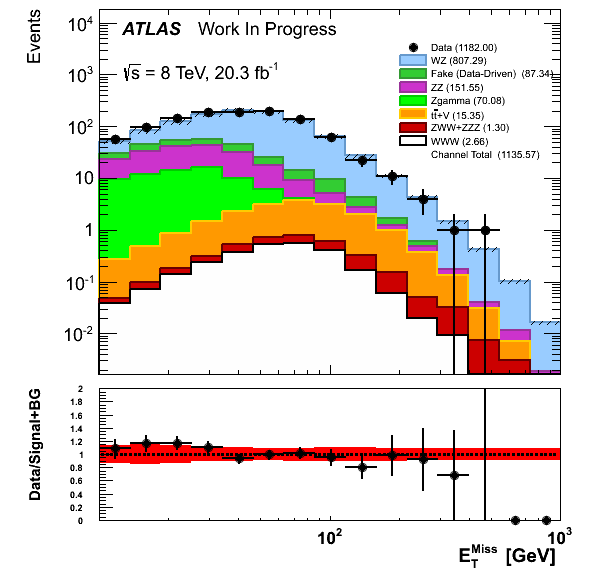 Events
10⁴
10³
10²
10
1
10⁻¹
10⁻²
ATLAS Work In Progress
√s = 8 TeV, 20.3 fb⁻¹
Data (1182.00)
WZ (807.29)
Fake (Data-Driven) (87.34)
ZZ (151.55)
Zgamma (70.08)
tt̄+V (15.35)
ZWW+ZZZ (1.30)
WWW (2.66)
Channel Total (1135.57)
Data/Signal+BG
2
1.8
1.6
1.4
1.2
1
0.8
0.6
0.4
0.2
0
10²
10³
E_T^Miss [GeV]